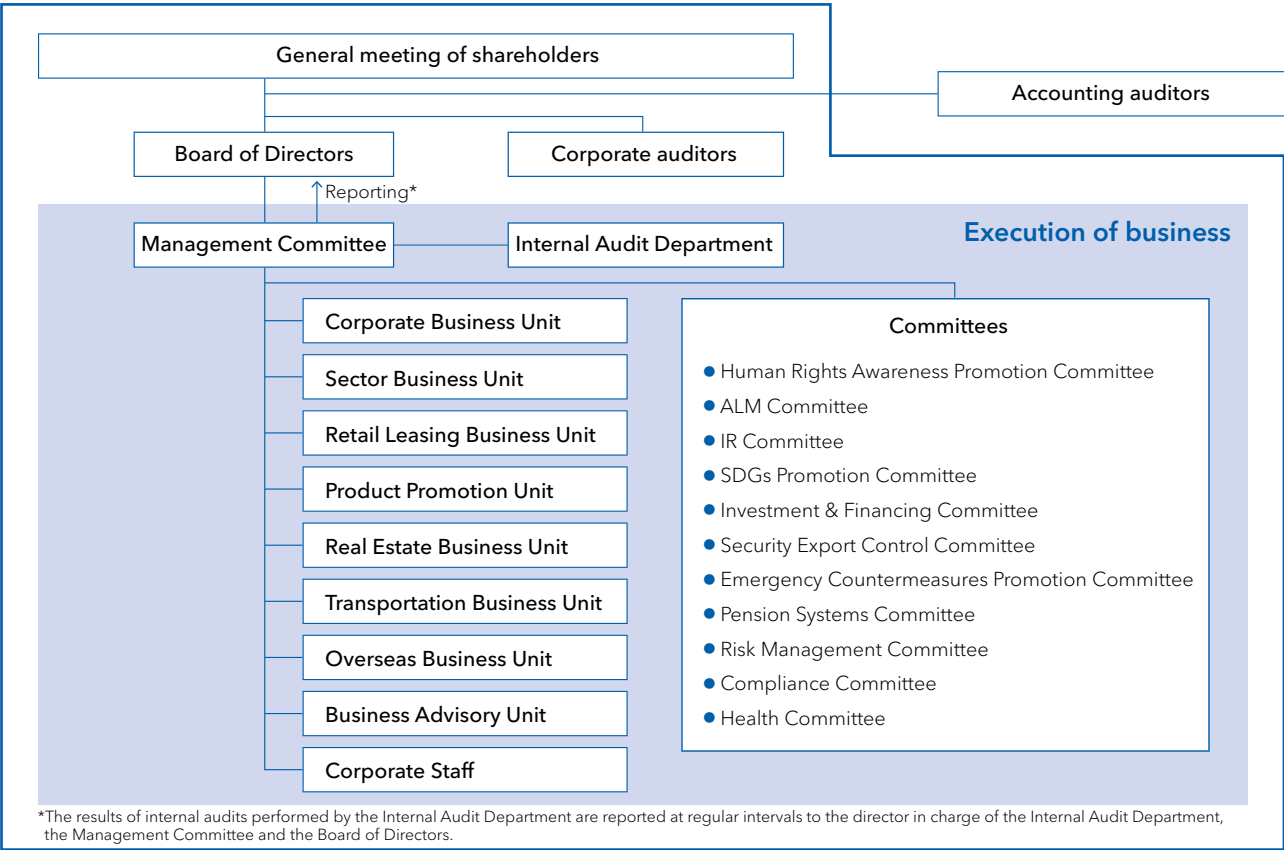 General meeting of shareholders
Accounting auditors
Board of Directors
Corporate auditors
Reporting*
Management Committee
Internal Audit Department
Execution of business
Corporate Business Unit
Sector Business Unit
Retail Leasing Business Unit
Product Promotion Unit
Real Estate Business Unit
Transportation Business Unit
Overseas Business Unit
Business Advisory Unit
Corporate Staff
Committees
● Human Rights Awareness Promotion Committee
● ALM Committee
● IR Committee
● SDGs Promotion Committee
● Investment & Financing Committee
● Security Export Control Committee
● Emergency Countermeasures Promotion Committee
● Pension Systems Committee
● Risk Management Committee
● Compliance Committee
● Health Committee
*The results of internal audits performed by the Internal Audit Department are reported at regular intervals to the director in charge of the Internal Audit Department,
the Management Committee and the Board of Directors.